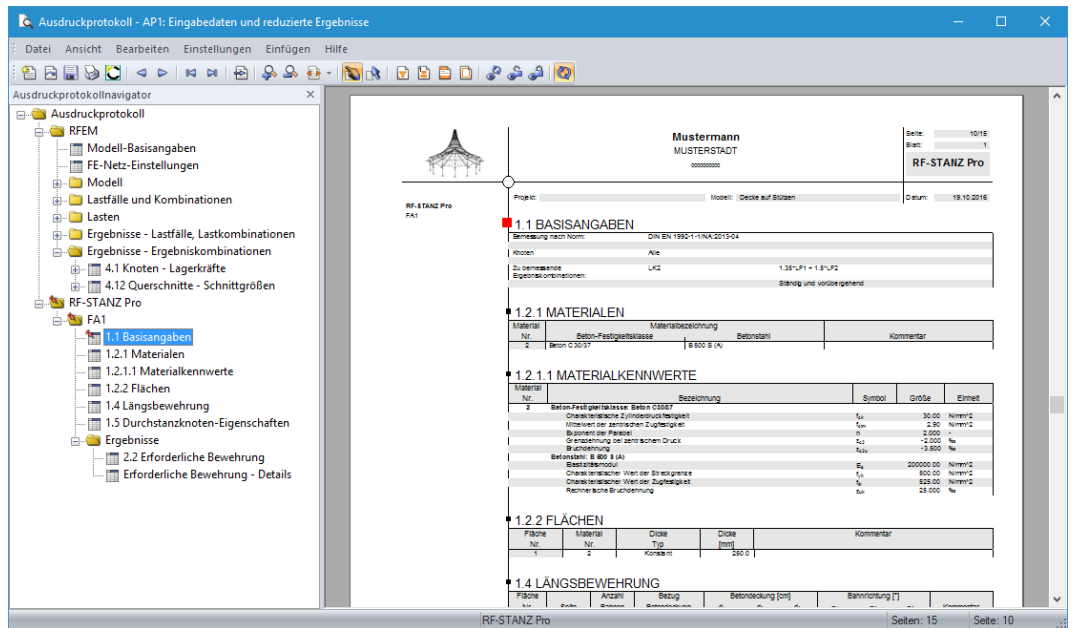 Ausdruckprotokoll - AP1: Eingabedaten und reduzierte Ergebnisse
Datei Ansicht Bearbeiten Einstellungen Einfügen Hilfe
Ausdruckprotokollnavigator
Ausdruckprotokoll
RFEM
Modell-Basisangaben
FE-Netz-Einstellungen
Modell
Lastfälle und Kombinationen
Lasten
Ergebnisse - Lastfälle, Lastkombinationen
Ergebnisse - Ergebniskombinationen
4.1 Knoten - Lagerkräfte
4.12 Querschnitte - Schnittgrößen
RF-STANZ Pro
FA1
1.1 Basisangaben
1.2.1 Materialen
1.2.1.1 Materialkennwerte
1.2.2 Flächen
1.4 Längsbewehrung
1.5 Durchstanzknoten-Eigenschaften
Ergebnisse
2.2 Erforderliche Bewehrung
Erforderliche Bewehrung - Details
Mustermann
MUSTERSTADT
0000000000
Seite: 10/15
Blatt: 1
RF-STANZ Pro
Projekt: Modell: Decke auf Stützen Datum: 19.10.2016
RF-STANZ Pro
FA1
1.1 BASISANGABEN
Bemessung nach Norm: DIN EN 1992-1-1/NA:2013-04
Knoten Alle
Zu bemessende LK2 1.35*LF1 + 1.5*LF2
Ergebniskombinationen:
Ständig und vorübergehend
1.2.1 MATERIALEN
Material Materialbezeichnung
Nr. Beton-Festigkeitsklasse Betonstahl Kommentar
2 Beton C30/37 B 500 S (A)
1.2.1.1 MATERIALKENNWERTE
Material
Nr. Bezeichnung Symbol Größe Einheit
2 Beton-Festigkeitsklasse: Beton C30/37
Charakteristische Zylinderdruckfestigkeit fck 30.00 N/mm^2
Mittelwert der zentrischen Zugfestigkeit fctm 2.90 N/mm^2
Exponent der Parabel n 2.000 -
Grenzdehnung bei zentrischem Druck εc2 -2.000 ‰
Bruchdehnung εc2u -3.500 ‰
Betonstahl: B 500 S (A)
Elastizitätsmodul Es 200000.00 N/mm^2
Charakteristischer Wert der Streckgrenze fyk 500.00 N/mm^2
Charakteristischer Wert der Zugfestigkeit ftk 525.00 N/mm^2
Rechnerische Bruchdehnung εuk 25.000 ‰
1.2.2 FLÄCHEN
Fläche Material Dicke Dicke Kommentar
Nr. Nr. Typ [mm]
1 2 Konstant 250.0
1.4 LÄNGSBEWEHRUNG
Fläche Anzahl Bezug Betondeckung [cm] Bahnrichtung [°]
Nr. Seite Bahnen Betondeckung Kommentar
RF-STANZ Pro Seiten: 15 Seite: 10